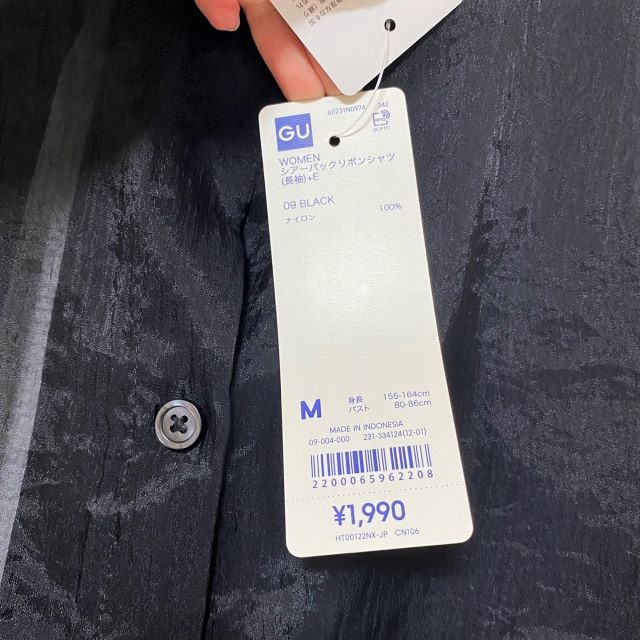 60231N097A 342
GU
WOMEN
シアーバックリボンシャツ
(長袖)+E
09 BLACK
ナイロン 100%
M 身長 155-164cm
バスト 80-86cm
MADE IN INDONESIA
09-004-000 231-334124(12-01)
2200065962208
¥1,990
HT00122NX-JP CN106